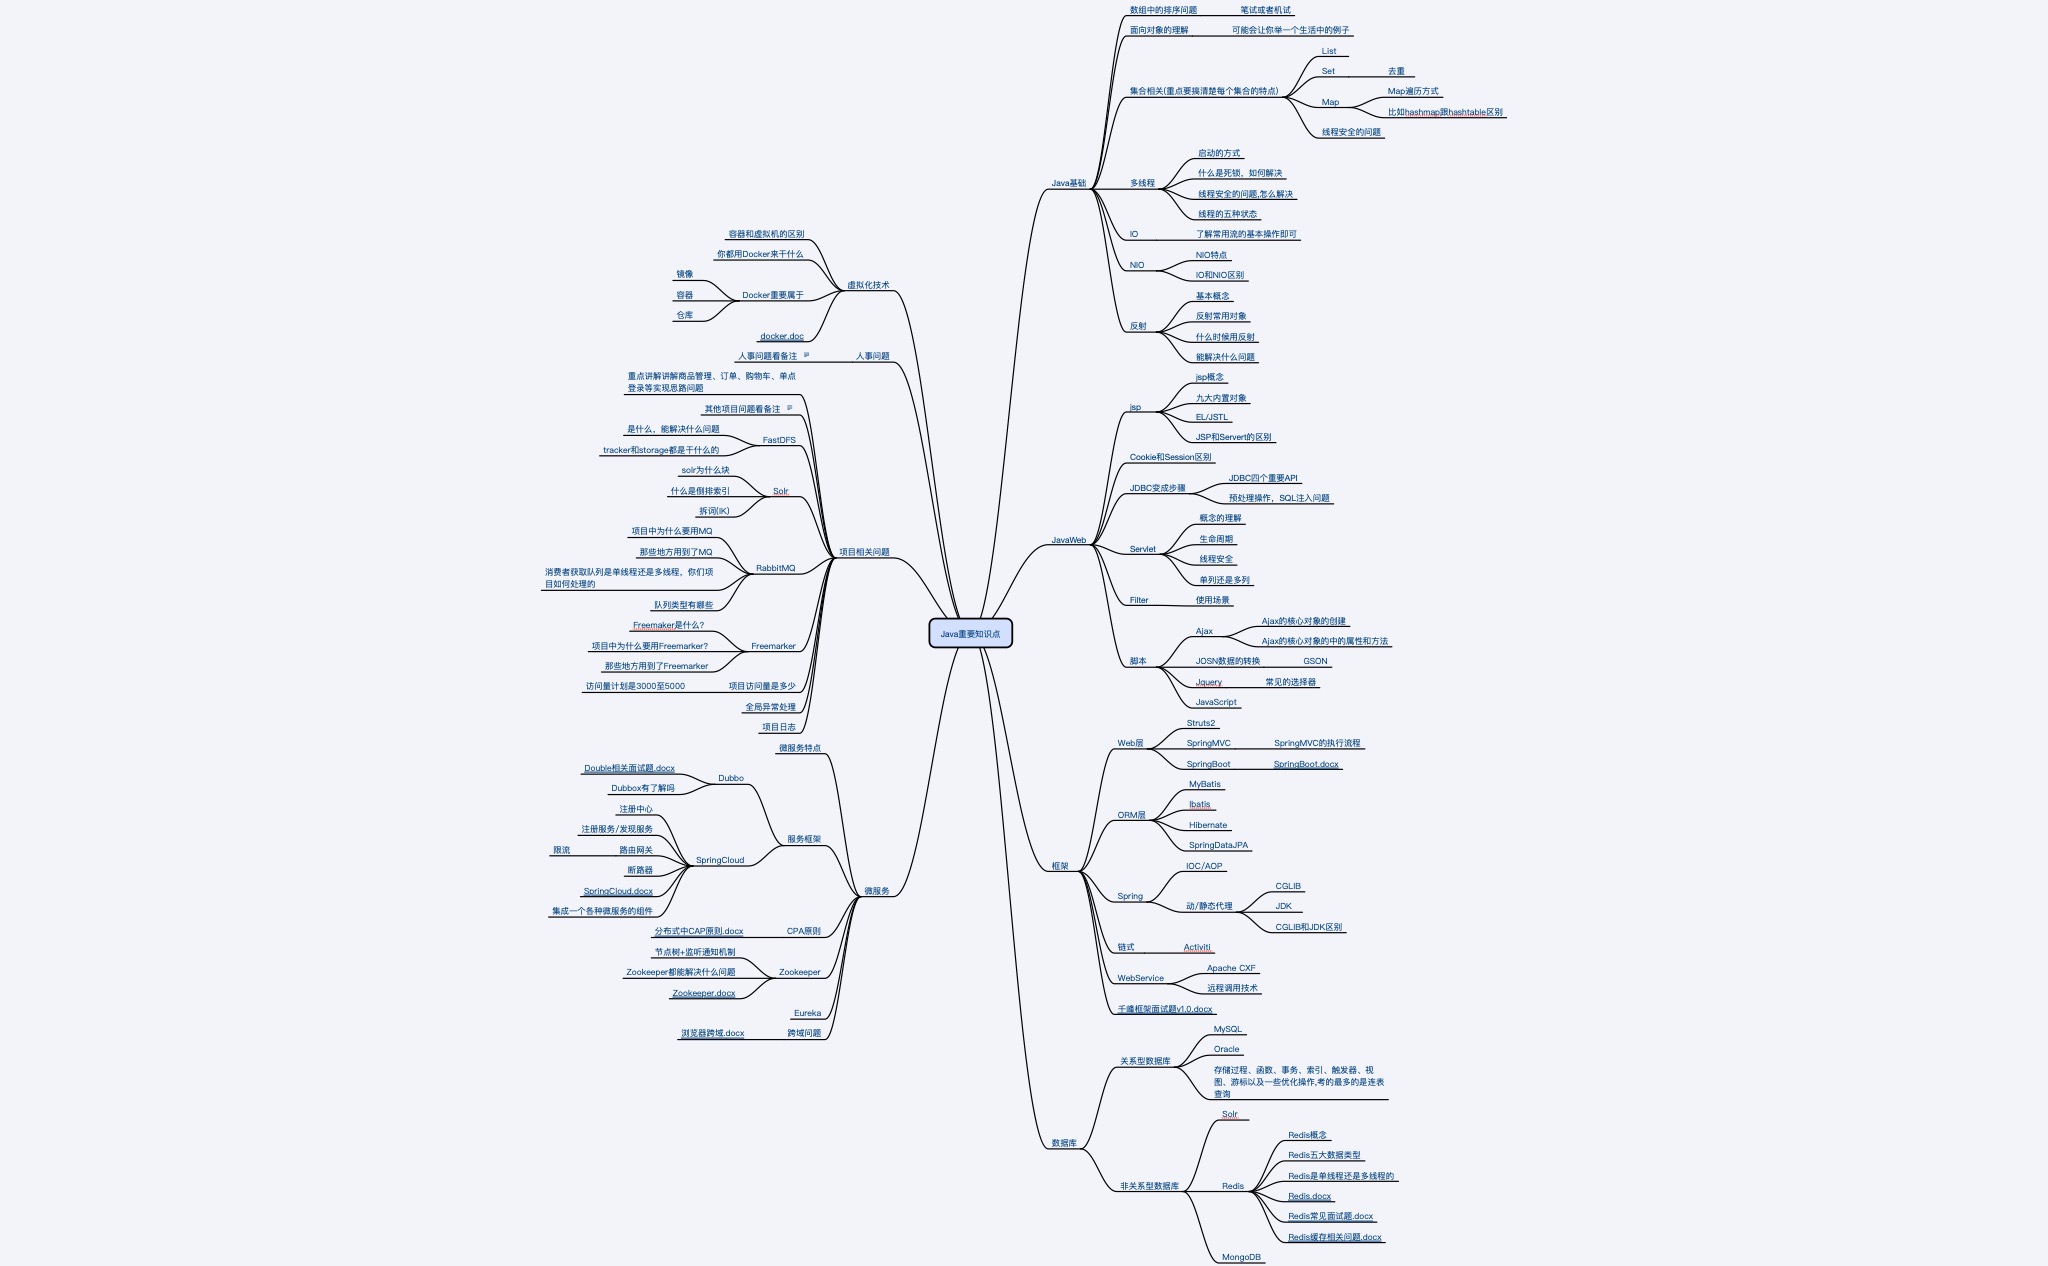 Java重要知识点
Java基础
数组中的排序问题
笔试或者机试
面向对象的理解
可能会让你举一个生活中的例子
集合相关(重点要搞清楚每个集合的特点)
List
Set
去重
Map
Map遍历方式
比如hashmap跟hashtable区别
线程安全的问题
多线程
启动的方式
什么是死锁，如何解决
线程安全的问题,怎么解决
线程的五种状态
IO
了解常用流的基本操作即可
NIO
NIO特点
IO和NIO区别
反射
基本概念
反射常用对象
什么时候用反射
能解决什么问题
JavaWeb
jsp
jsp概念
九大内置对象
EL/JSTL
JSP和Servert的区别
Cookie和Session区别
JDBC变成步骤
JDBC四个重要API
预处理操作，SQL注入问题
Servlet
概念的理解
生命周期
线程安全
单列还是多列
Filter
使用场景
脚本
Ajax
Ajax的核心对象的创建
Ajax的核心对象的中的属性和方法
JOSN数据的转换
GSON
Jquery
常见的选择器
JavaScript
框架
Web层
Struts2
SpringMVC
SpringMVC的执行流程
SpringBoot
SpringBoot.docx
ORM层
MyBatis
Ibatis
Hibernate
SpringDataJPA
Spring
IOC/AOP
动/静态代理
CGLIB
JDK
CGLIB和JDK区别
链式
Activiti
WebService
Apache CXF
远程调用技术
千峰框架面试题v1.0.docx
数据库
关系型数据库
MySQL
Oracle
存储过程、函数、事务、索引、触发器、视
图、游标以及一些优化操作,考的最多的是连表
查询
非关系型数据库
Solr
Redis
Redis概念
Redis五大数据类型
Redis是单线程还是多线程的
Redis.docx
Redis常见面试题.docx
Redis缓存相关问题.docx
MongoDB
虚拟化技术
容器和虚拟机的区别
你都用Docker来干什么
Docker重要属于
镜像
容器
仓库
docker.doc
人事问题
人事问题看备注
项目相关问题
重点讲解讲解商品管理、订单、购物车、单点
登录等实现思路问题
其他项目问题看备注
FastDFS
是什么，能解决什么问题
tracker和storage都是干什么的
Solr
solr为什么块
什么是倒排索引
拆词(IK)
RabbitMQ
项目中为什么要用MQ
那些地方用到了MQ
消费者获取队列是单线程还是多线程，你们项
目如何处理的
队列类型有哪些
Freemarker
Freemaker是什么?
项目中为什么要用Freemarker?
那些地方用到了Freemarker
项目访问量是多少
访问量计划是3000至5000
全局异常处理
项目日志
微服务
微服务特点
服务框架
Dubbo
Double相关面试题.docx
Dubbox有了解吗
SpringCloud
注册中心
注册服务/发现服务
路由网关
限流
断路器
SpringCloud.docx
集成一个各种微服务的组件
CPA原则
分布式中CAP原则.docx
Zookeeper
节点树+监听通知机制
Zookeeper都能解决什么问题
Zookeeper.docx
Eureka
跨域问题
浏览器跨域.docx